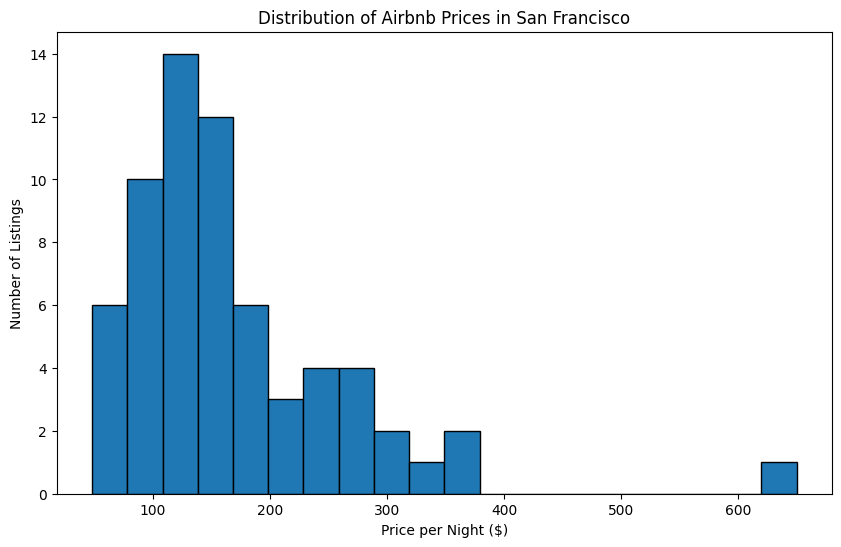 Distribution of Airbnb Prices in San Francisco
14
12
10
8
6
4
2
0
Number of Listings
100 200 300 400 500 600
Price per Night ($)